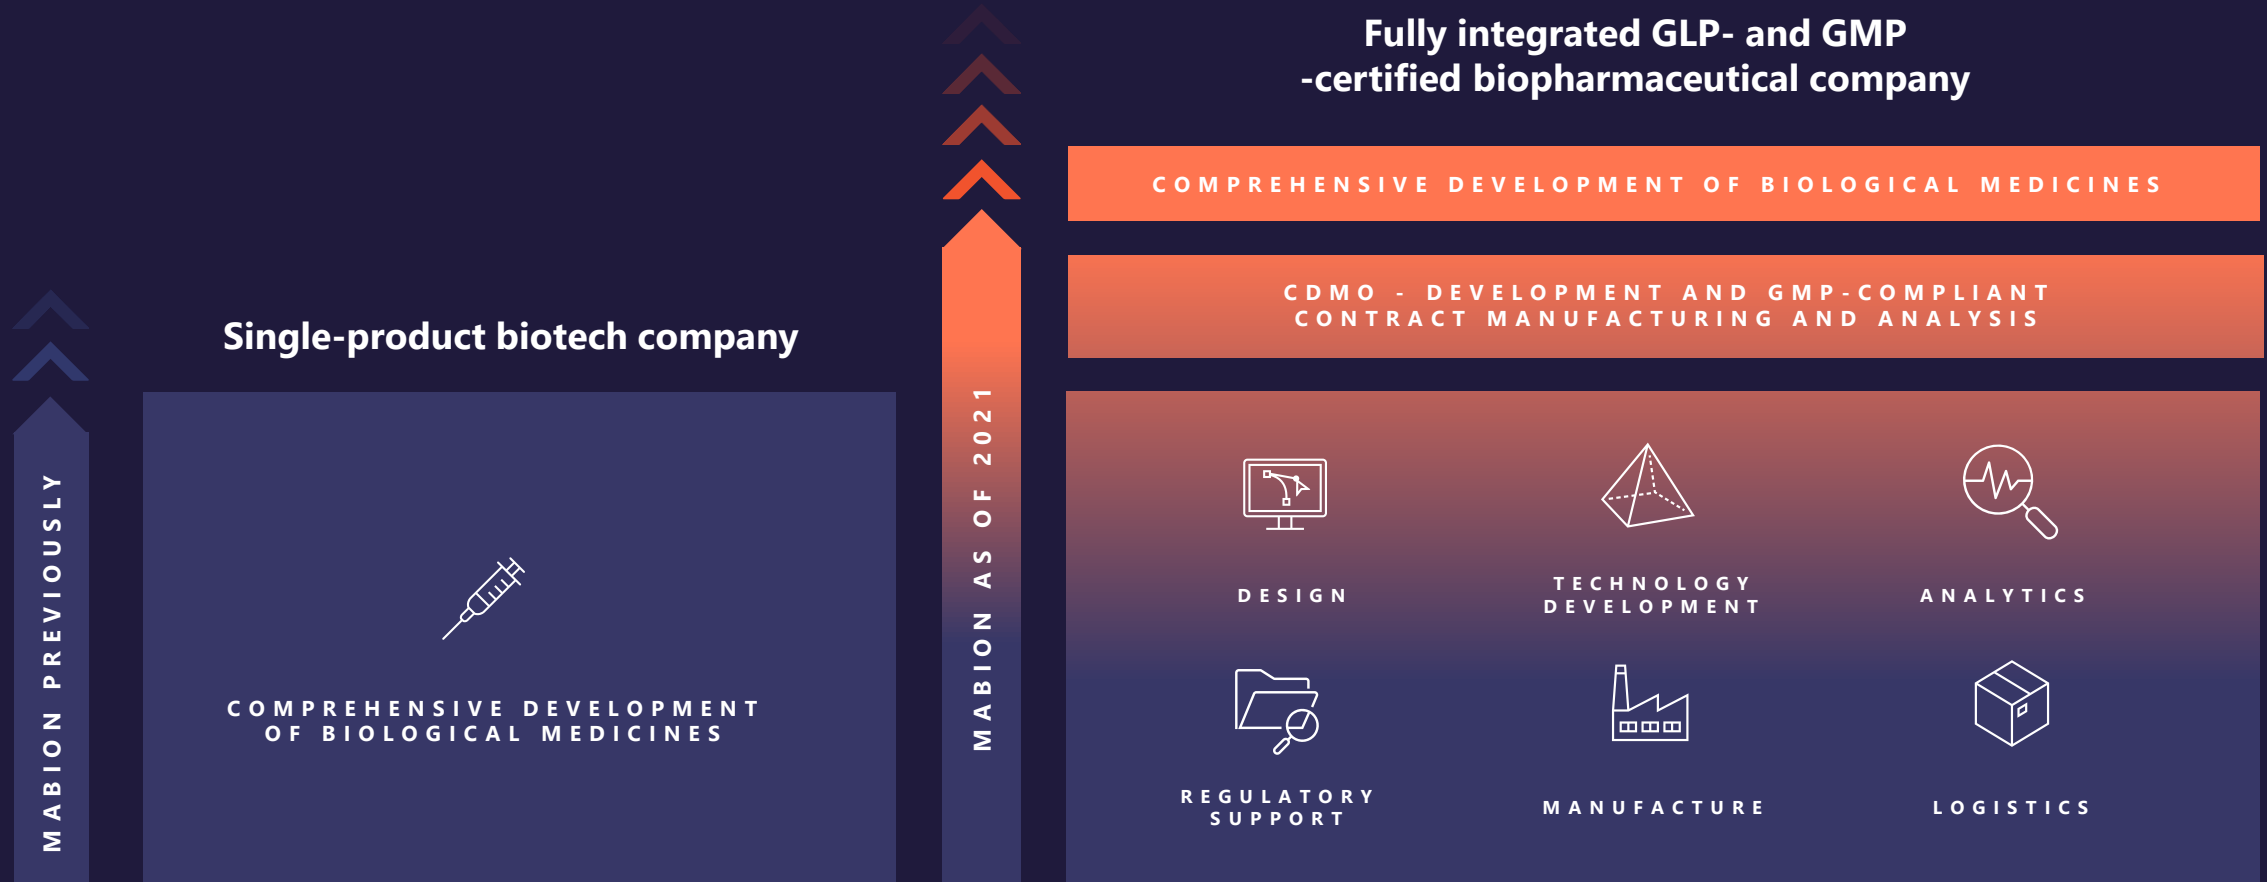 MABION PREVIOUSLY
Single-product biotech company
COMPREHENSIVE DEVELOPMENT
OF BIOLOGICAL MEDICINES
MABION AS OF 2021
Fully integrated GLP- and GMP
-certified biopharmaceutical company
COMPREHENSIVE DEVELOPMENT OF BIOLOGICAL MEDICINES
CDMO - DEVELOPMENT AND GMP-COMPLIANT
CONTRACT MANUFACTURING AND ANALYSIS
DESIGN
TECHNOLOGY
DEVELOPMENT
ANALYTICS
REGULATORY
SUPPORT
MANUFACTURE
LOGISTICS